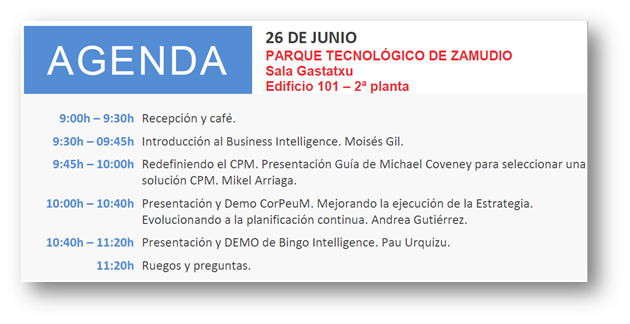 AGENDA
26 DE JUNIO
PARQUE TECNOLÓGICO DE ZAMUDIO
Sala Gastatxu
Edificio 101 – 2ª planta
9:00h – 9:30h Recepción y café.
9:30h – 09:45h Introducción al Business Intelligence. Moisés Gil.
9:45h – 10:00h Redefiniendo el CPM. Presentación Guía de Michael Coveney para seleccionar una
solución CPM. Mikel Arriaga.
10:00h – 10:40h Presentación y Demo CorPeuM. Mejorando la ejecución de la Estrategia.
Evolucionando a la planificación continua. Andrea Gutiérrez.
10:40h – 11:20h Presentación y DEMO de Bingo Intelligence. Pau Urquizu.
11:20h Ruegos y preguntas.